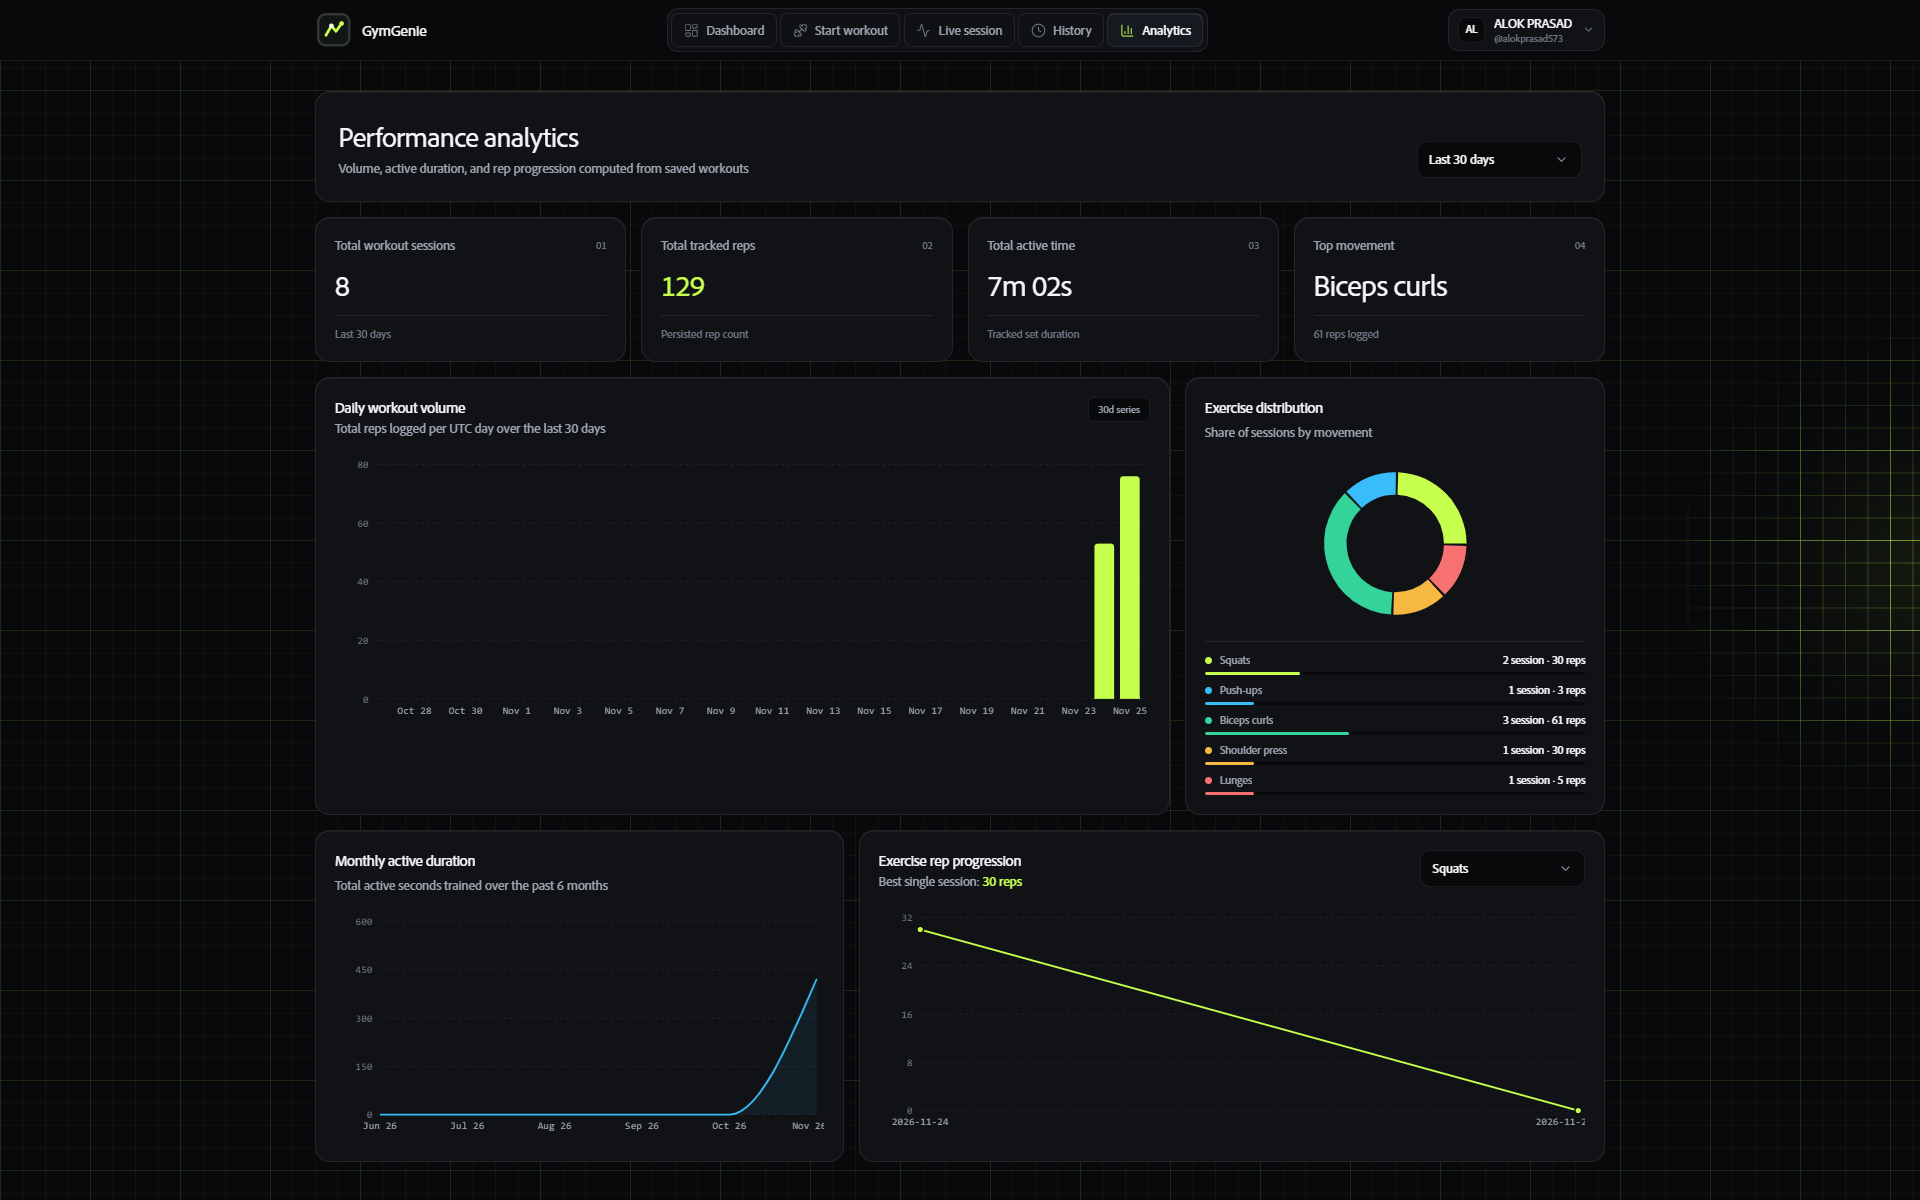 GymGenie
Dashboard
Start workout
Live session
History
Analytics
AL
ALOK PRASAD
@alokprasad573
Performance analytics
Volume, active duration, and rep progression computed from saved workouts
Last 30 days
Total workout sessions 01
8
Last 30 days
Total tracked reps 02
129
Persisted rep count
Total active time 03
7m 02s
Tracked set duration
Top movement 04
Biceps curls
61 reps logged
Daily workout volume
Total reps logged per UTC day over the last 30 days
30d series
80
60
40
20
0
Oct 28 Oct 30 Nov 1 Nov 3 Nov 5 Nov 7 Nov 9 Nov 11 Nov 13 Nov 15 Nov 17 Nov 19 Nov 21 Nov 23 Nov 25
Exercise distribution
Share of sessions by movement
Squats 2 session · 30 reps
Push-ups 1 session · 3 reps
Biceps curls 3 session · 61 reps
Shoulder press 1 session · 30 reps
Lunges 1 session · 5 reps
Monthly active duration
Total active seconds trained over the past 6 months
600
450
300
150
0
Jun 26 Jul 26 Aug 26 Sep 26 Oct 26 Nov 26
Exercise rep progression
Best single session: 30 reps
Squats
32
24
16
8
0
2026-11-24 2026-11-2